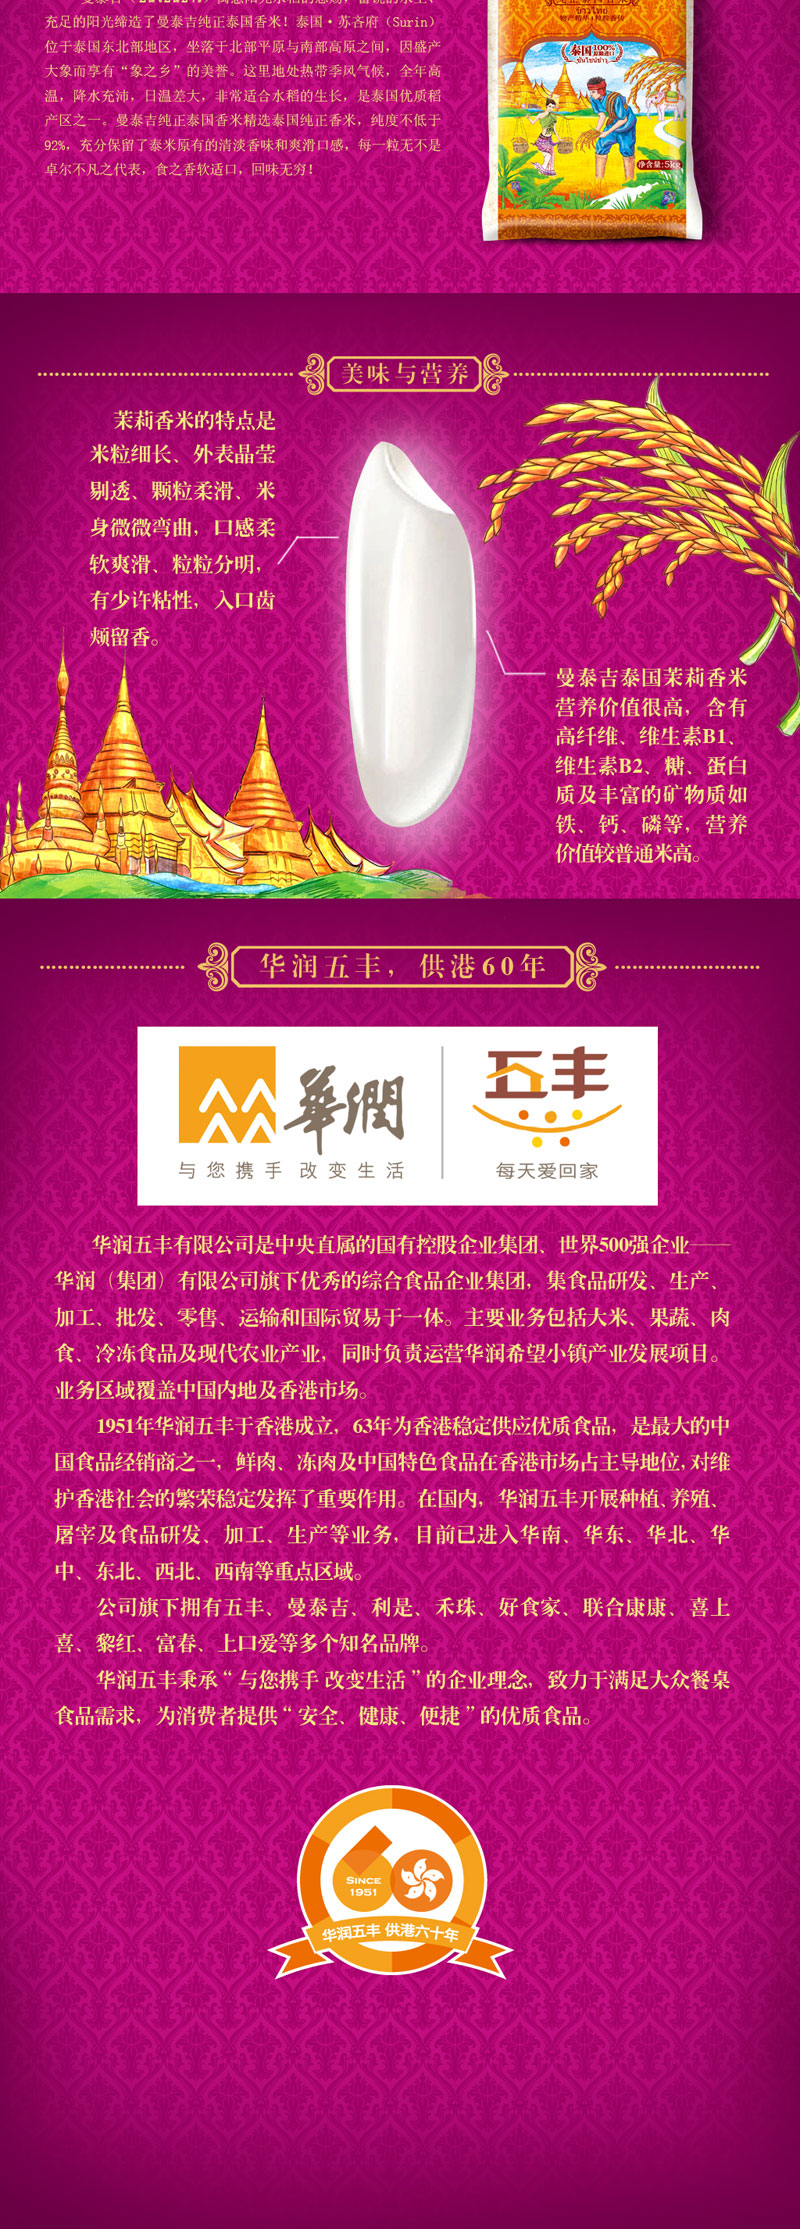 充足的阳光缔造了曼泰吉纯正泰国香米！泰国·苏吝府（Surin）
位于泰国东北部地区，坐落于北部平原与南部高原之间，因盛产
大象而享有“象之乡”的美誉。这里地处热带季风气候，全年高
温，降水充沛，日温差大，非常适合水稻的生长，是泰国优质稻
产区之一。曼泰吉纯正泰国香米精选泰国纯正香米，纯度不低于
92%，充分保留了泰米原有的清淡香味和爽滑口感，每一粒无不是
卓尔不凡之代表，食之香软适口，回味无穷！
ข้าวไทย
泰国100%
净含量:5kg
美味与营养
茉莉香米的特点是
米粒细长、外表晶莹
剔透、颗粒柔滑、米
身微微弯曲，口感柔
软爽滑、粒粒分明，
有少许粘性，入口齿
颊留香。
曼泰吉泰国茉莉香米
营养价值很高，含有
高纤维、维生素B1、
维生素B2、糖、蛋白
质及丰富的矿物质如
铁、钙、磷等，营养
价值较普通米高。
华润五丰，供港60年
華潤
与您携手 改变生活
五丰
每天爱回家
华润五丰有限公司是中央直属的国有控股企业集团、世界500强企业——
华润（集团）有限公司旗下优秀的综合食品企业集团，集食品研发、生产、
加工、批发、零售、运输和国际贸易于一体。主要业务包括大米、果蔬、肉
食、冷冻食品及现代农业产业，同时负责运营华润希望小镇产业发展项目。
业务区域覆盖中国内地及香港市场。
1951年华润五丰于香港成立，63年为香港稳定供应优质食品，是最大的中
国食品经销商之一，鲜肉、冻肉及中国特色食品在香港市场占主导地位，对维
护香港社会的繁荣稳定发挥了重要作用。在国内，华润五丰开展种植、养殖、
屠宰及食品研发、加工、生产等业务，目前已进入华南、华东、华北、华
中、东北、西北、西南等重点区域。
公司旗下拥有五丰、曼泰吉、利是、禾珠、好食家、联合康康、喜上
喜、黎红、富春、上口爱等多个知名品牌。
华润五丰秉承“与您携手 改变生活”的企业理念，致力于满足大众餐桌
食品需求，为消费者提供“安全、健康、便捷”的优质食品。
SINCE
1951
华润五丰 供港六十年